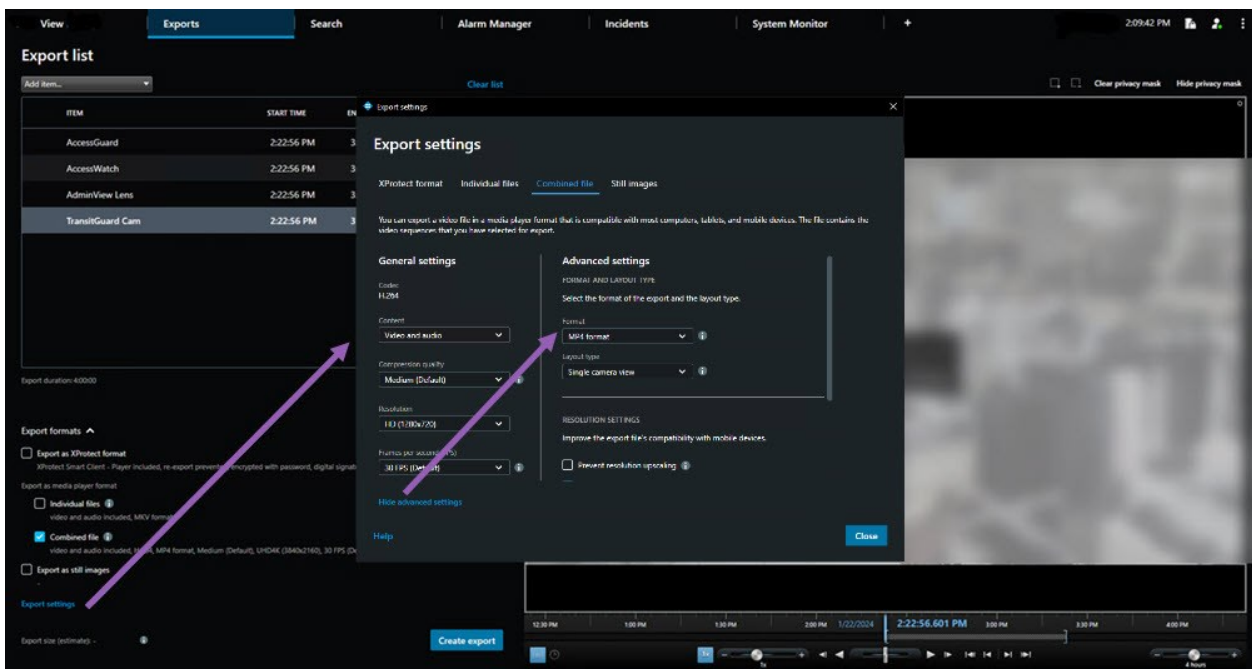 View
Exports
Search
Alarm Manager
Incidents
System Monitor
+
2:09:42 PM
Export list
Add item...
Clear list
Clear privacy mask
Hide privacy mask
ITEM
START TIME
EN
AccessGuard
2:22:56 PM
3
AccessWatch
2:22:56 PM
3
AdminView Lens
2:22:56 PM
3
TransitGuard Cam
2:22:56 PM
3
Export duration: 4:00:00
Export formats
Export as XProtect format
XProtect Smart Client - Player included, re-export prevented, encrypted with password, digital signat
Export as media player format
Individual files
video and audio included, MKV format
Combined file
video and audio included, H.264, MP4 format, Medium (Default), UHD4K (3840x2160), 30 FPS (De
Export as still images
-
Export settings
Export size (estimate): -
Create export
Export settings
Export settings
XProtect format
Individual files
Combined file
Still images
You can export a video file in a media player format that is compatible with most computers, tablets, and mobile devices. The file contains the
video sequences that you have selected for export.
General settings
Codec
H.264
Content
Video and audio
Compression quality
Medium (Default)
Resolution
HD (1280x720)
Frames per second (FPS)
30 FPS (Default)
Hide advanced settings
Help
Advanced settings
FORMAT AND LAYOUT TYPE
Select the format of the export and the layout type.
Format
MP4 format
Layout type
Single camera view
RESOLUTION SETTINGS
Improve the export file's compatibility with mobile devices.
Prevent resolution upscaling
Close
12:30 PM
1:00 PM
1:30 PM
2:00 PM
1/22/2024
2:22:56.601 PM
3:00 PM
3:30 PM
4:00 PM
1x
4 hours